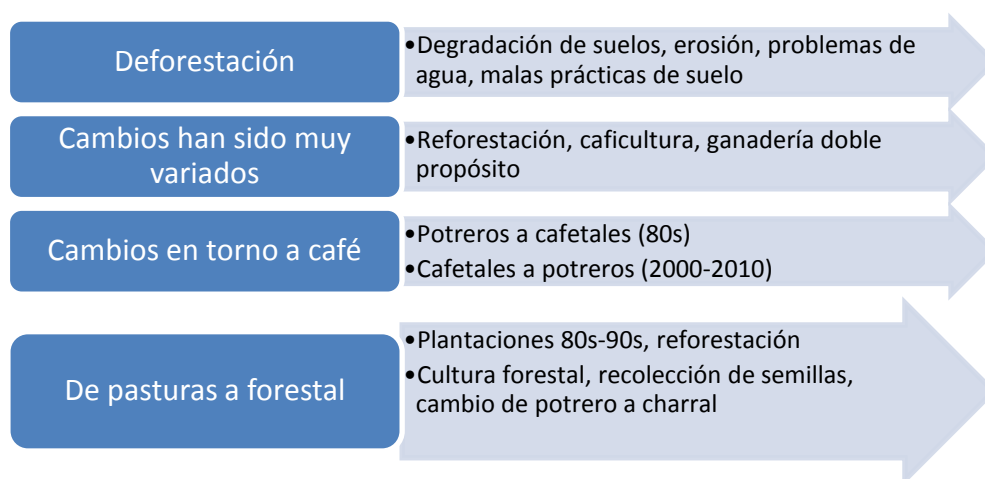 Deforestación
•Degradación de suelos, erosión, problemas de
agua, malas prácticas de suelo
Cambios han sido muy
variados
•Reforestación, caficultura, ganadería doble
propósito
Cambios en torno a café
•Potreros a cafetales (80s)
•Cafetales a potreros (2000-2010)
De pasturas a forestal
•Plantaciones 80s-90s, reforestación
•Cultura forestal, recolección de semillas,
cambio de potrero a charral